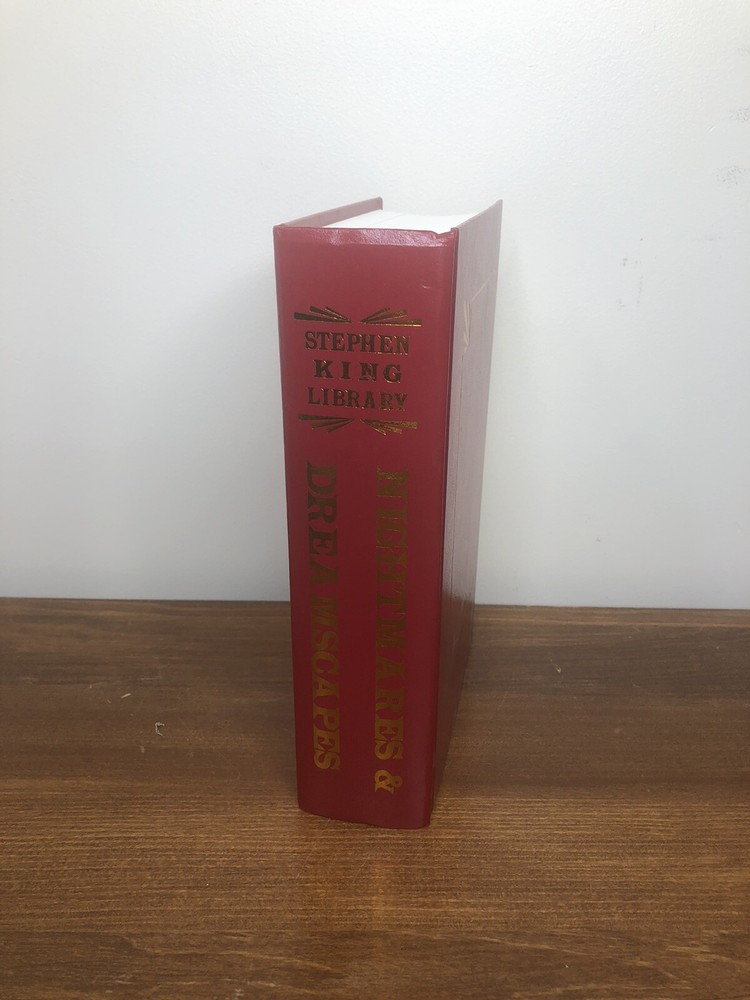 STEPHEN
KING
LIBRARY
NIGHTMARES &
DREAMSCAPES